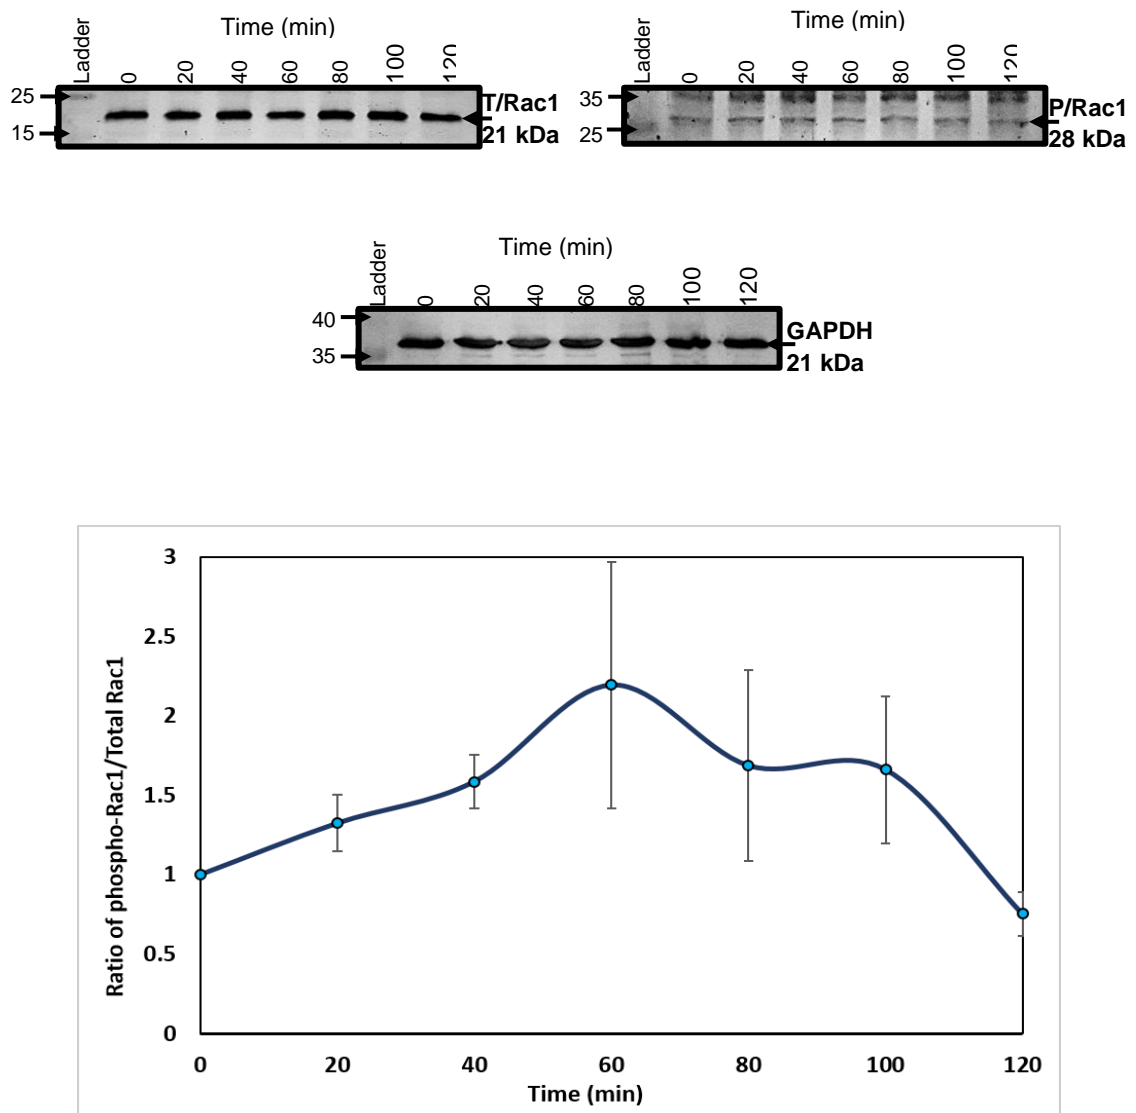 Time (min)
Ladder 0 20 40 60 80 100 120
25
15
T/Rac1
21 kDa
Time (min)
Ladder 0 20 40 60 80 100 120
35
25
P/Rac1
28 kDa
Time (min)
Ladder 0 20 40 60 80 100 120
40
35
GAPDH
21 kDa
Ratio of phospho-Rac1/Total Rac1
3
2.5
2
1.5
1
0.5
0
0 20 40 60 80 100 120
Time (min)